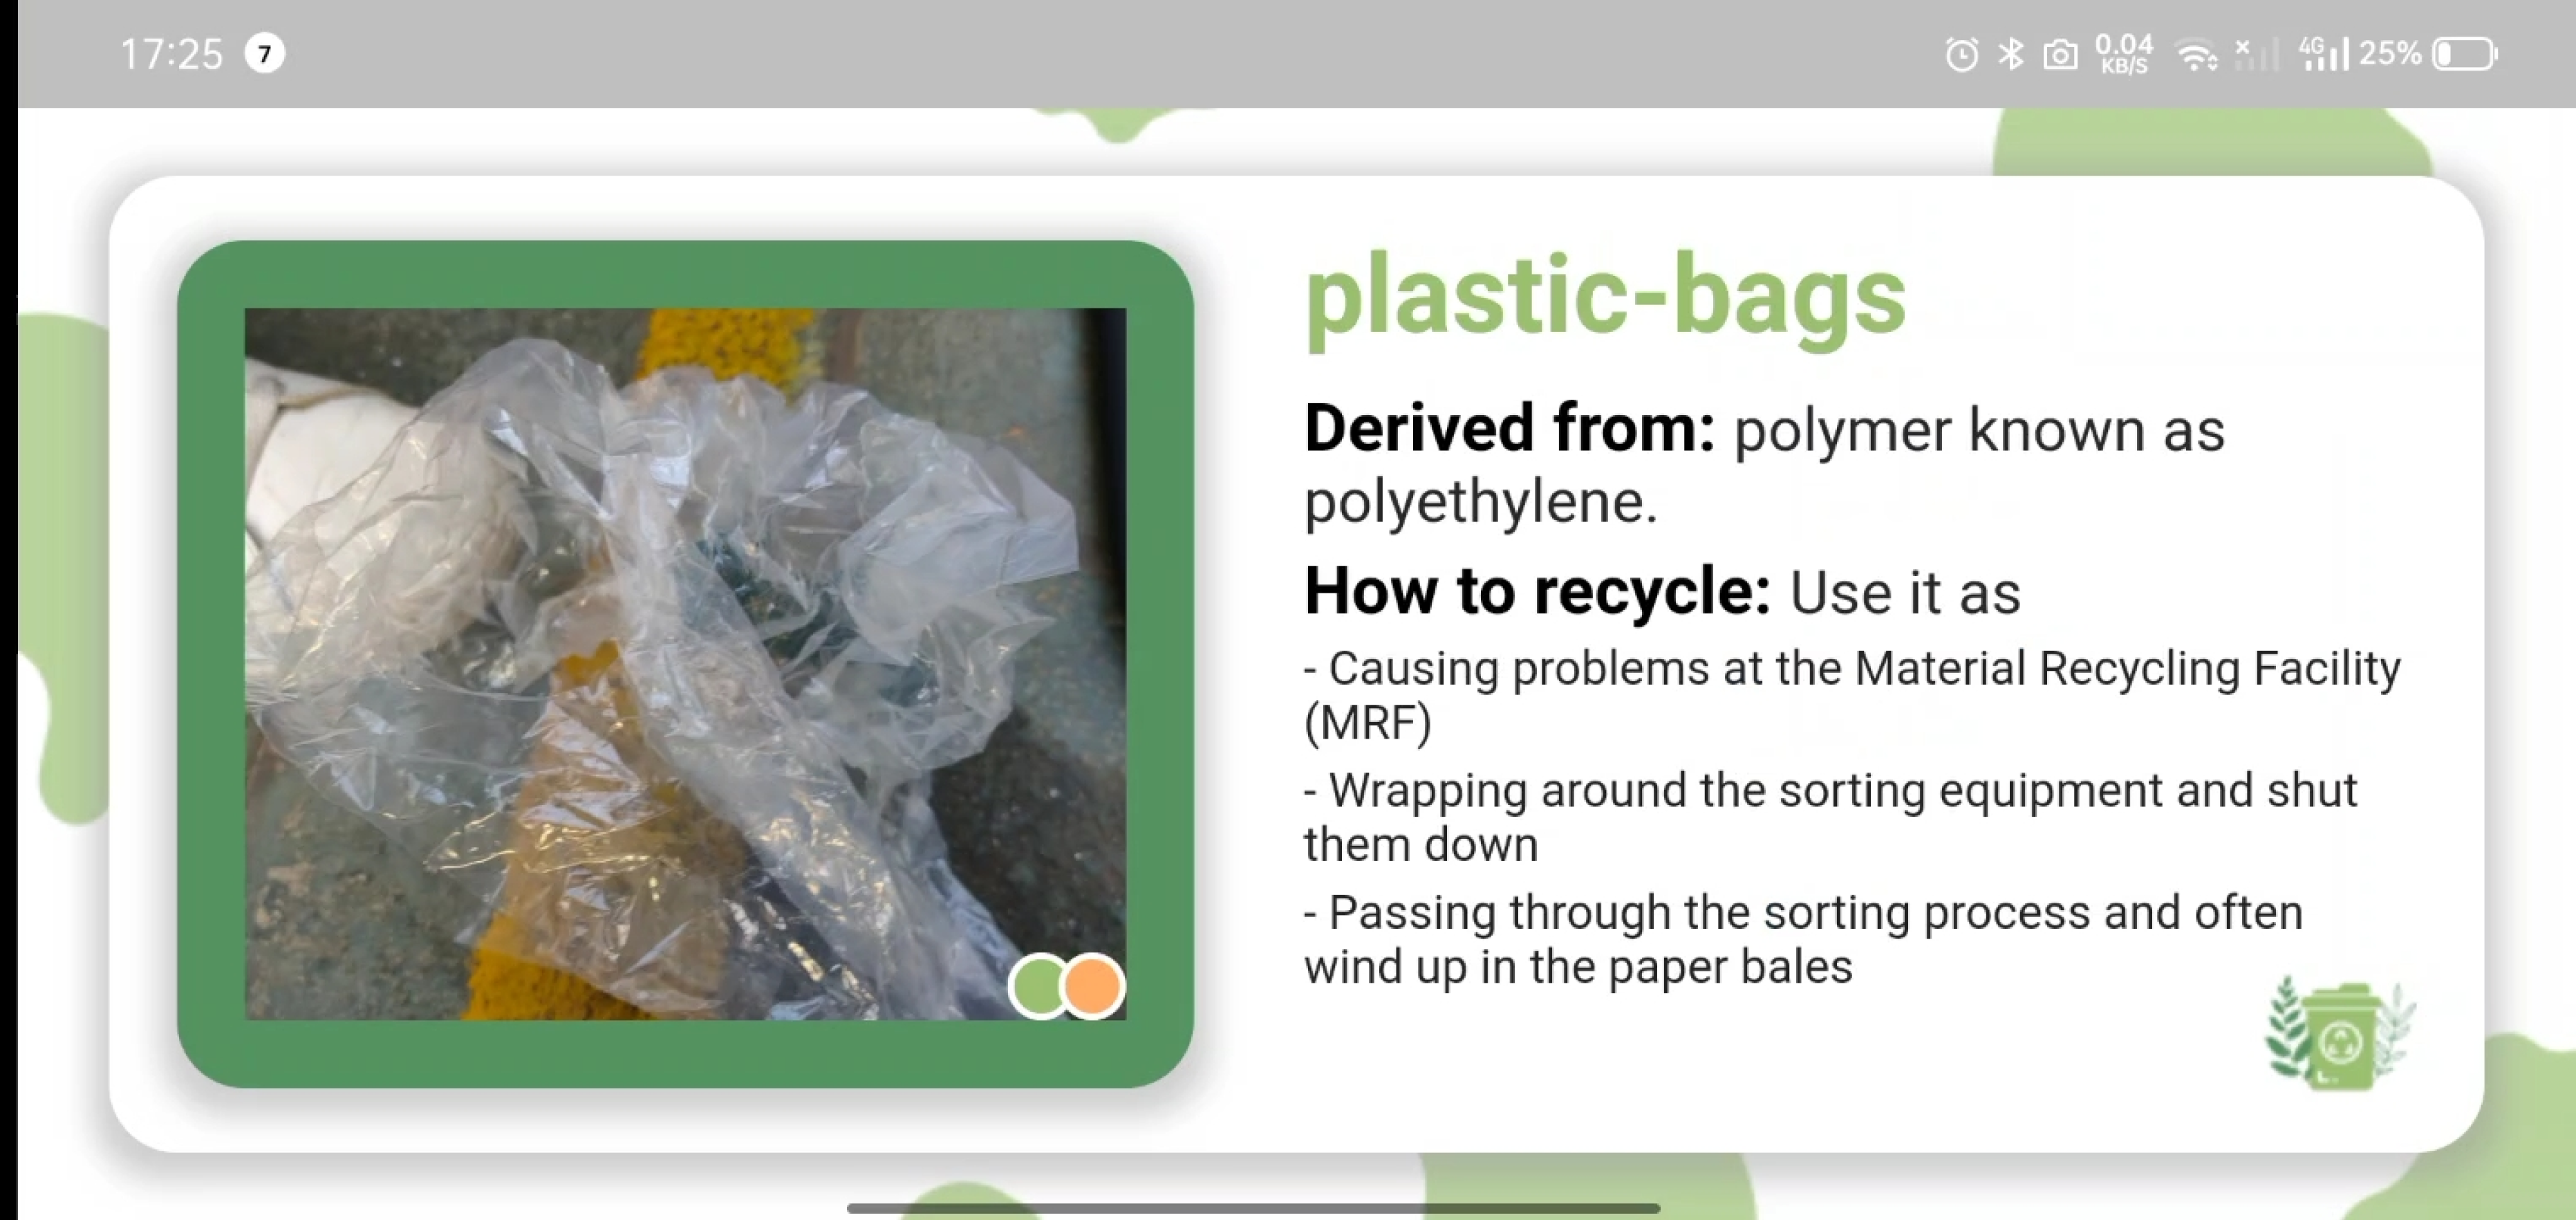 17:25 7 0.04 KB/S 4G 25%
plastic-bags
Derived from: polymer known as
polyethylene.
How to recycle: Use it as
- Causing problems at the Material Recycling Facility
(MRF)
- Wrapping around the sorting equipment and shut
them down
- Passing through the sorting process and often
wind up in the paper bales